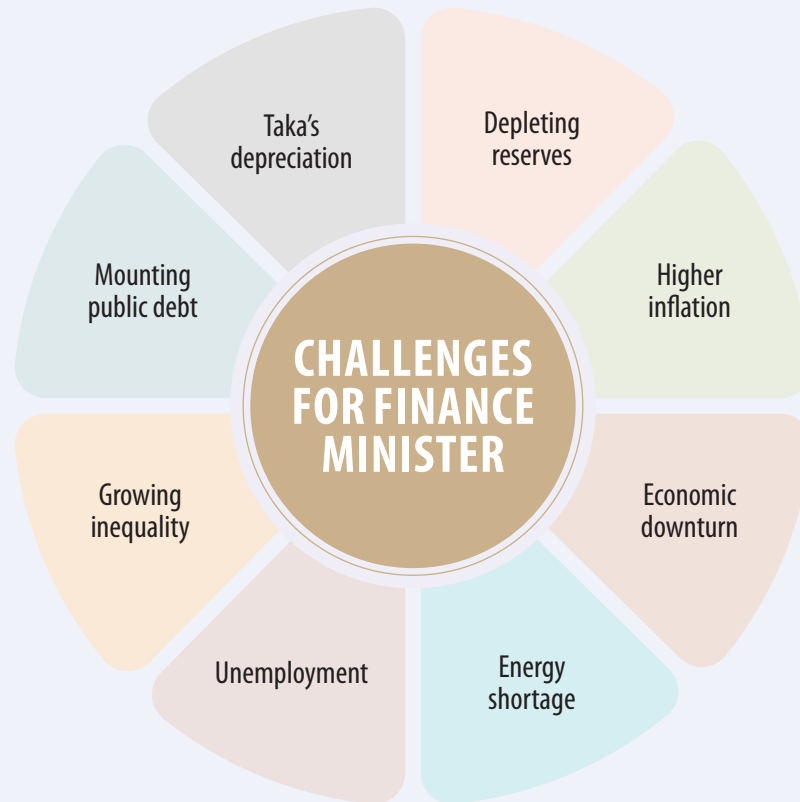 CHALLENGES
FOR FINANCE
MINISTER
Taka's
depreciation
Depleting
reserves
Mounting
public debt
Higher
inflation
Growing
inequality
Economic
downturn
Unemployment
Energy
shortage